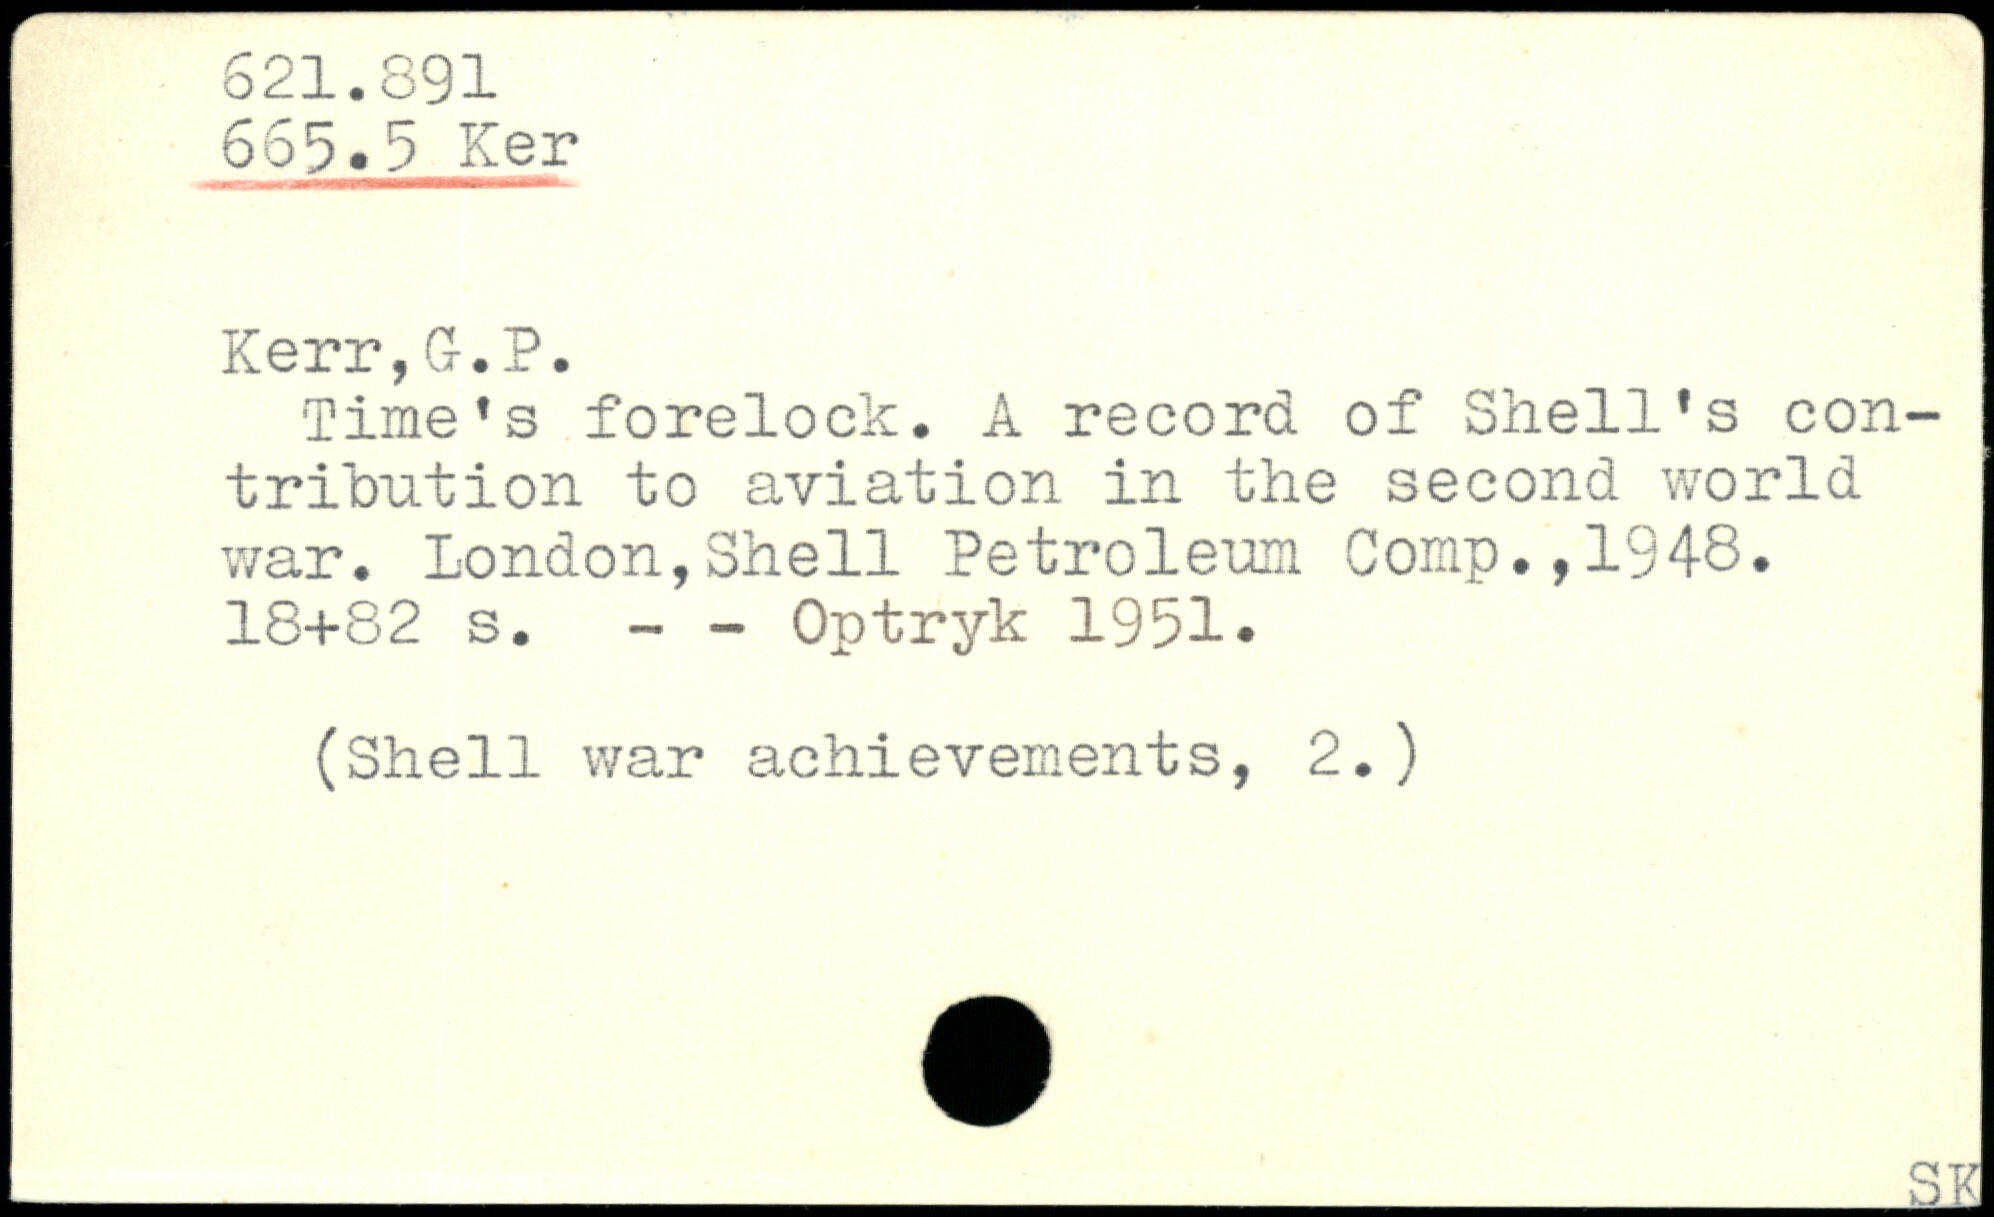 621.891
665.5 Ker
Kerr,G.P.
Time's forelock. A record of Shell's con-
tribution to aviation in the second world
war. London,Shell Petroleum Comp.,1948.
18+82 s. - - Optryk 1951.
(Shell war achievements, 2.)
SK